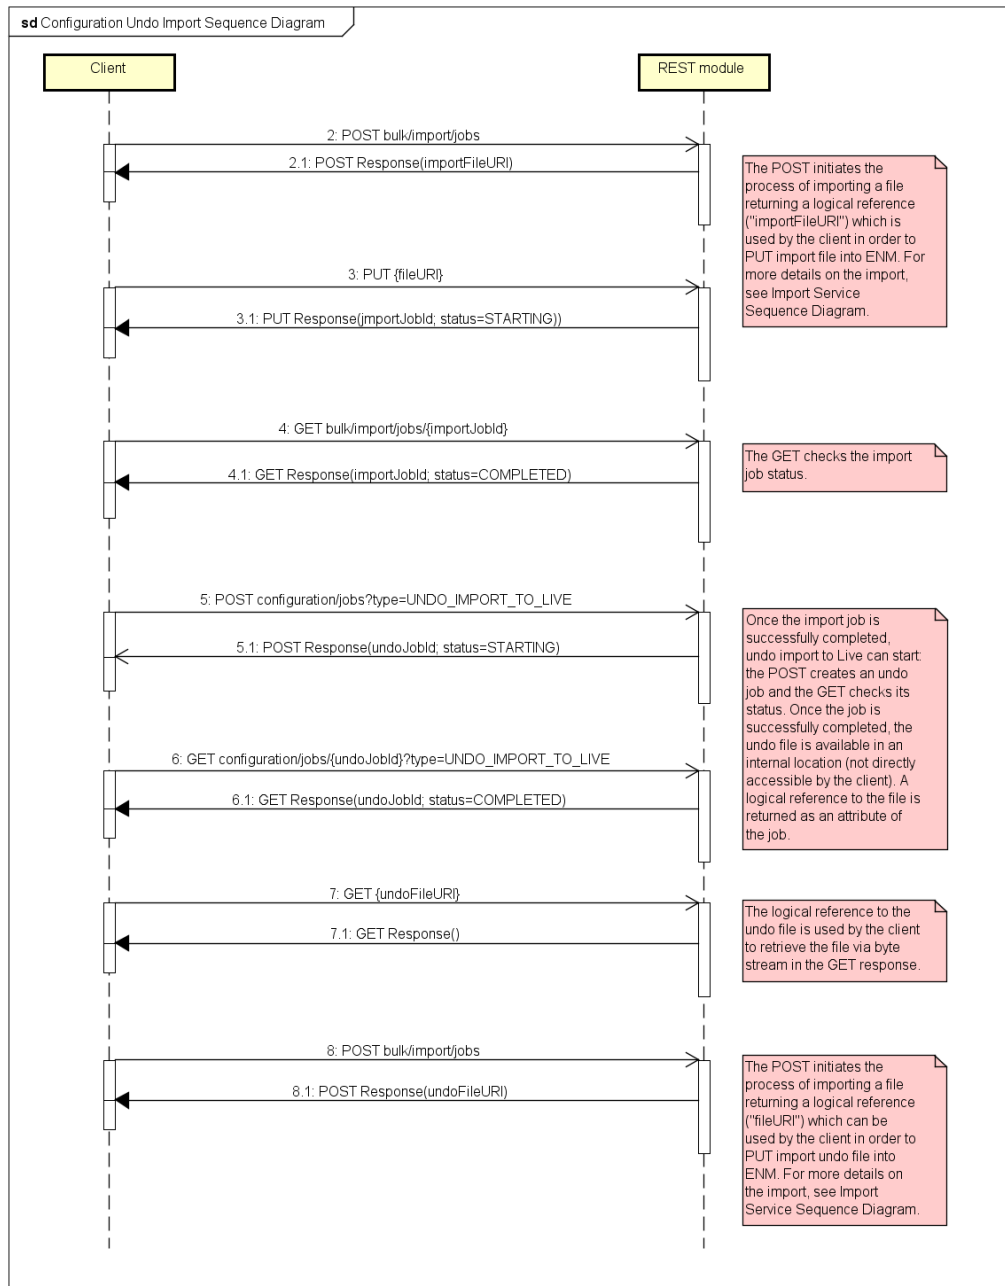 sd Configuration Undo Import Sequence Diagram
Client
REST module
2: POST bulk/import/jobs
2.1: POST Response(importFileURI)
The POST initiates the
process of importing a file
returning a logical reference
("importFileURI") which is
used by the client in order to
PUT import file into ENM. For
more details on the import,
see Import Service
Sequence Diagram.
3: PUT {fileURI}
3.1: PUT Response(jmportJobId; status=STARTING))
4: GET bulk/import/jobs/{importJobId}
4.1: GET Response(importJobId; status=COMPLETED)
The GET checks the import
job status.
5: POST configuration/jobs?type=UNDO_IMPORT_TO_LIVE
5.1: POST Response(undoJobId; status=STARTING)
Once the import job is
successfully completed,
undo import to Live can start:
the POST creates an undo
job and the GET checks its
status. Once the job is
successfully completed, the
undo file is available in an
internal location (not directly
accessible by the client). A
logical reference to the file is
returned as an attribute of
the job.
6: GET configuration/jobs/{undoJobId}?type=UNDO_IMPORT_TO_LIVE
6.1: GET Response(undoJobId; status=COMPLETED)
7: GET {undoFileURI}
7.1: GET Response()
The logical reference to the
undo file is used by the client
to retrieve the file via byte
stream in the GET response.
8: POST bulk/import/jobs
8.1: POST Response(undoFileURI)
The POST initiates the
process of importing a file
returning a logical reference
("fileURI") which can be
used by the client in order to
PUT import undo file into
ENM. For more details on
the import, see Import
Service Sequence Diagram.